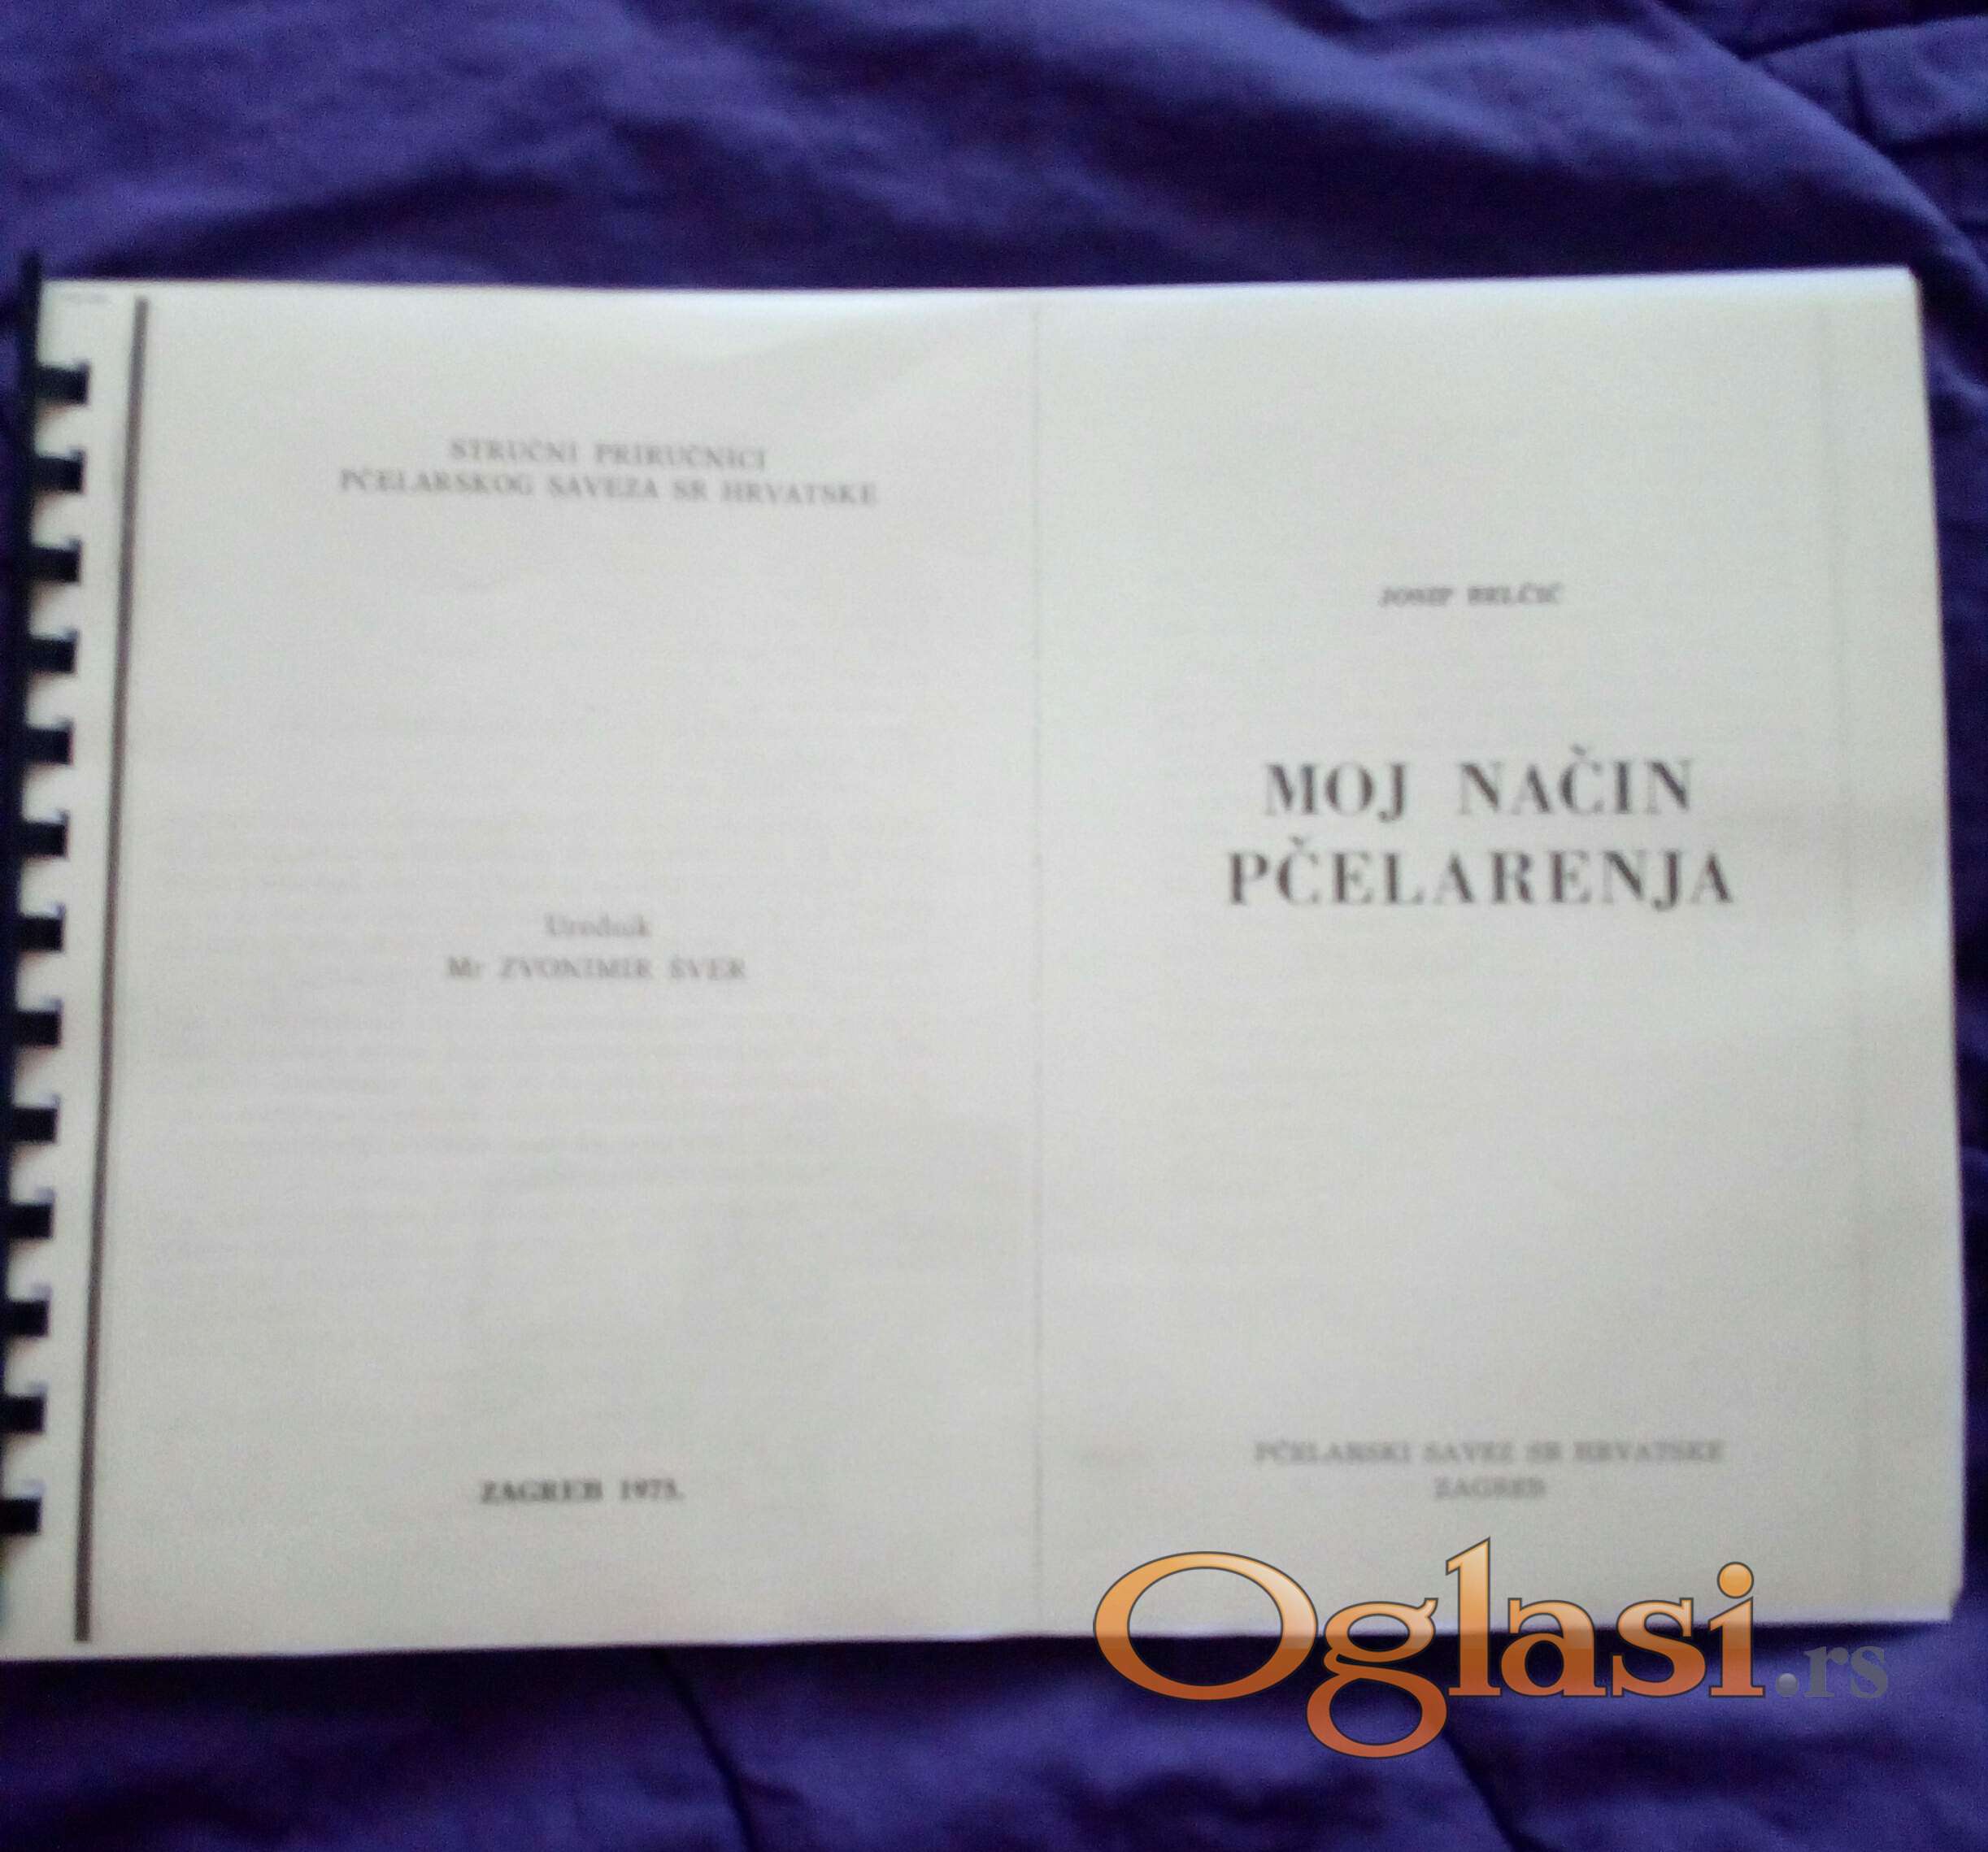 STRUČNI PRIRUČNICI
PČELARSKOG SAVEZA SR HRVATSKE
Urednik
Mr ZVONIMIR ŠVER
ZAGREB 1975.
JOSIP BELČIĆ
MOJ NAČIN
PČELARENJA
PČELARSKI SAVEZ SR HRVATSKE
ZAGREB
Oglasi.rs